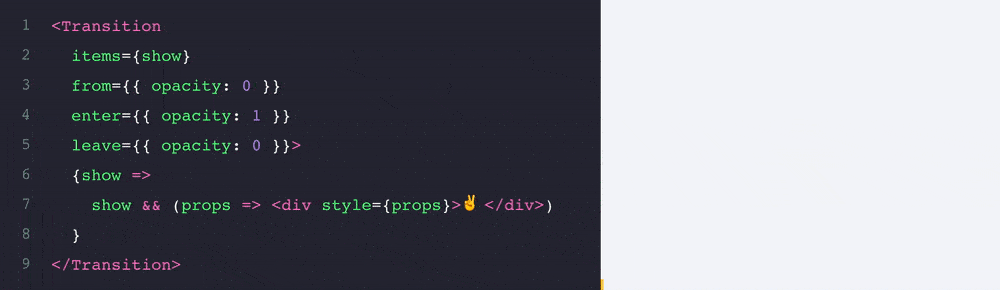 1 <Transition
2 items={show}
3 from={{ opacity: 0 }}
4 enter={{ opacity: 1 }}
5 leave={{ opacity: 0 }}>
6 {show =>
7 show && (props => <div style={props}>✌️</div>)
8 }
9 </Transition>